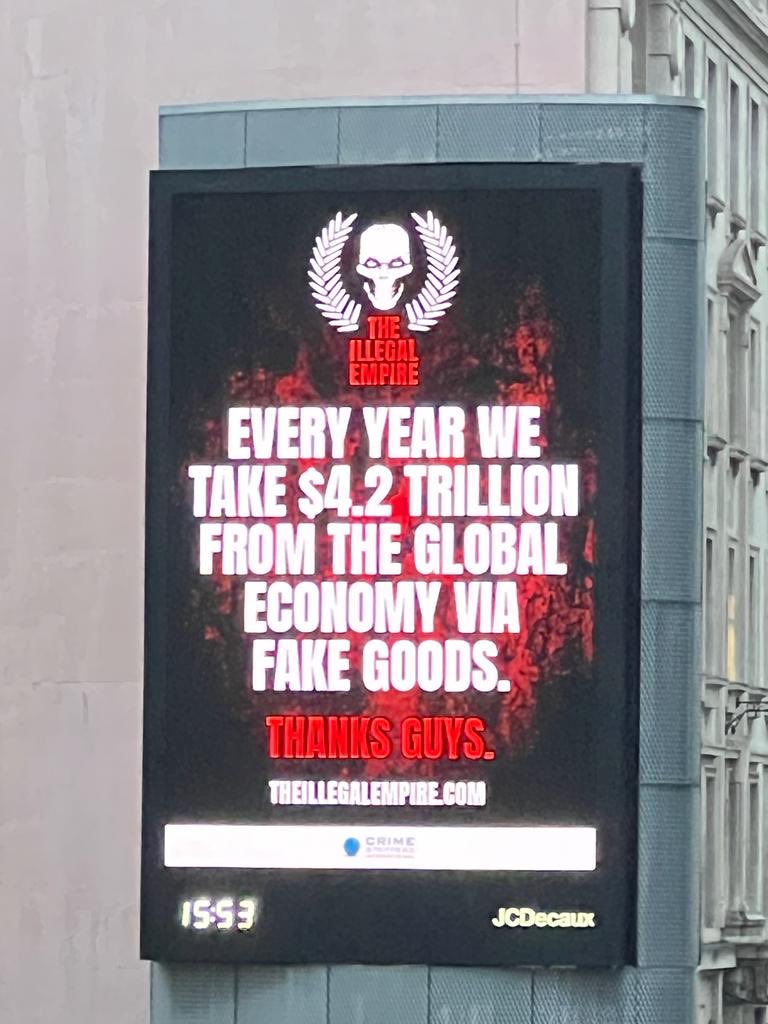 THE
ILLEGAL
EMPIRE
EVERY YEAR WE
TAKE $4.2 TRILLION
FROM THE GLOBAL
ECONOMY VIA
FAKE GOODS.
THANKS GUYS.
THEILLEGALEMPIRE.COM
CRIME
STOPPERS
15:53
JCDecaux